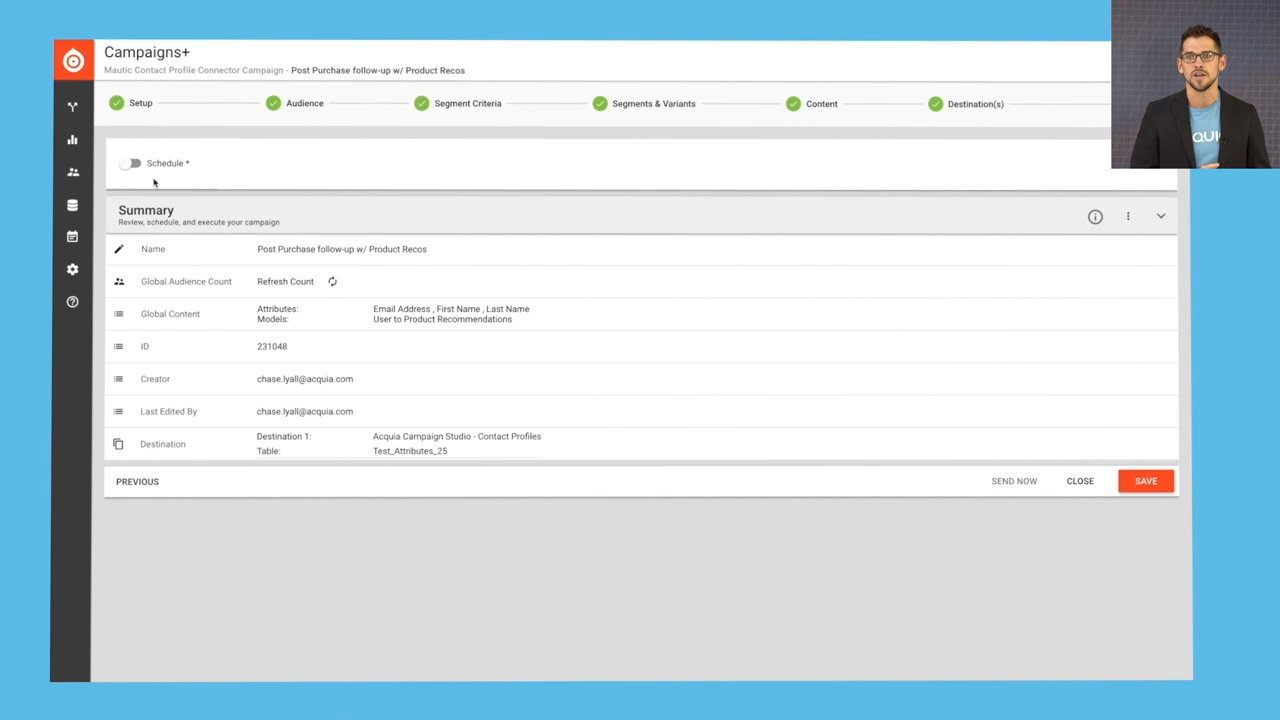 Campaigns+
Mautic Contact Profile Connector Campaign - Post Purchase follow-up w/ Product Recos
Setup
Audience
Segment Criteria
Segments & Variants
Content
Destination(s)
QUI
Schedule *
Summary
Review, schedule, and execute your campaign
Name Post Purchase follow-up w/ Product Recos
Global Audience Count Refresh Count
Global Content Attributes: Email Address , First Name , Last Name
Models: User to Product Recommendations
ID 231048
Creator chase.lyall@acquia.com
Last Edited By chase.lyall@acquia.com
Destination Destination 1: Acquia Campaign Studio - Contact Profiles
Table: Test_Attributes_25
PREVIOUS
SEND NOW
CLOSE
SAVE